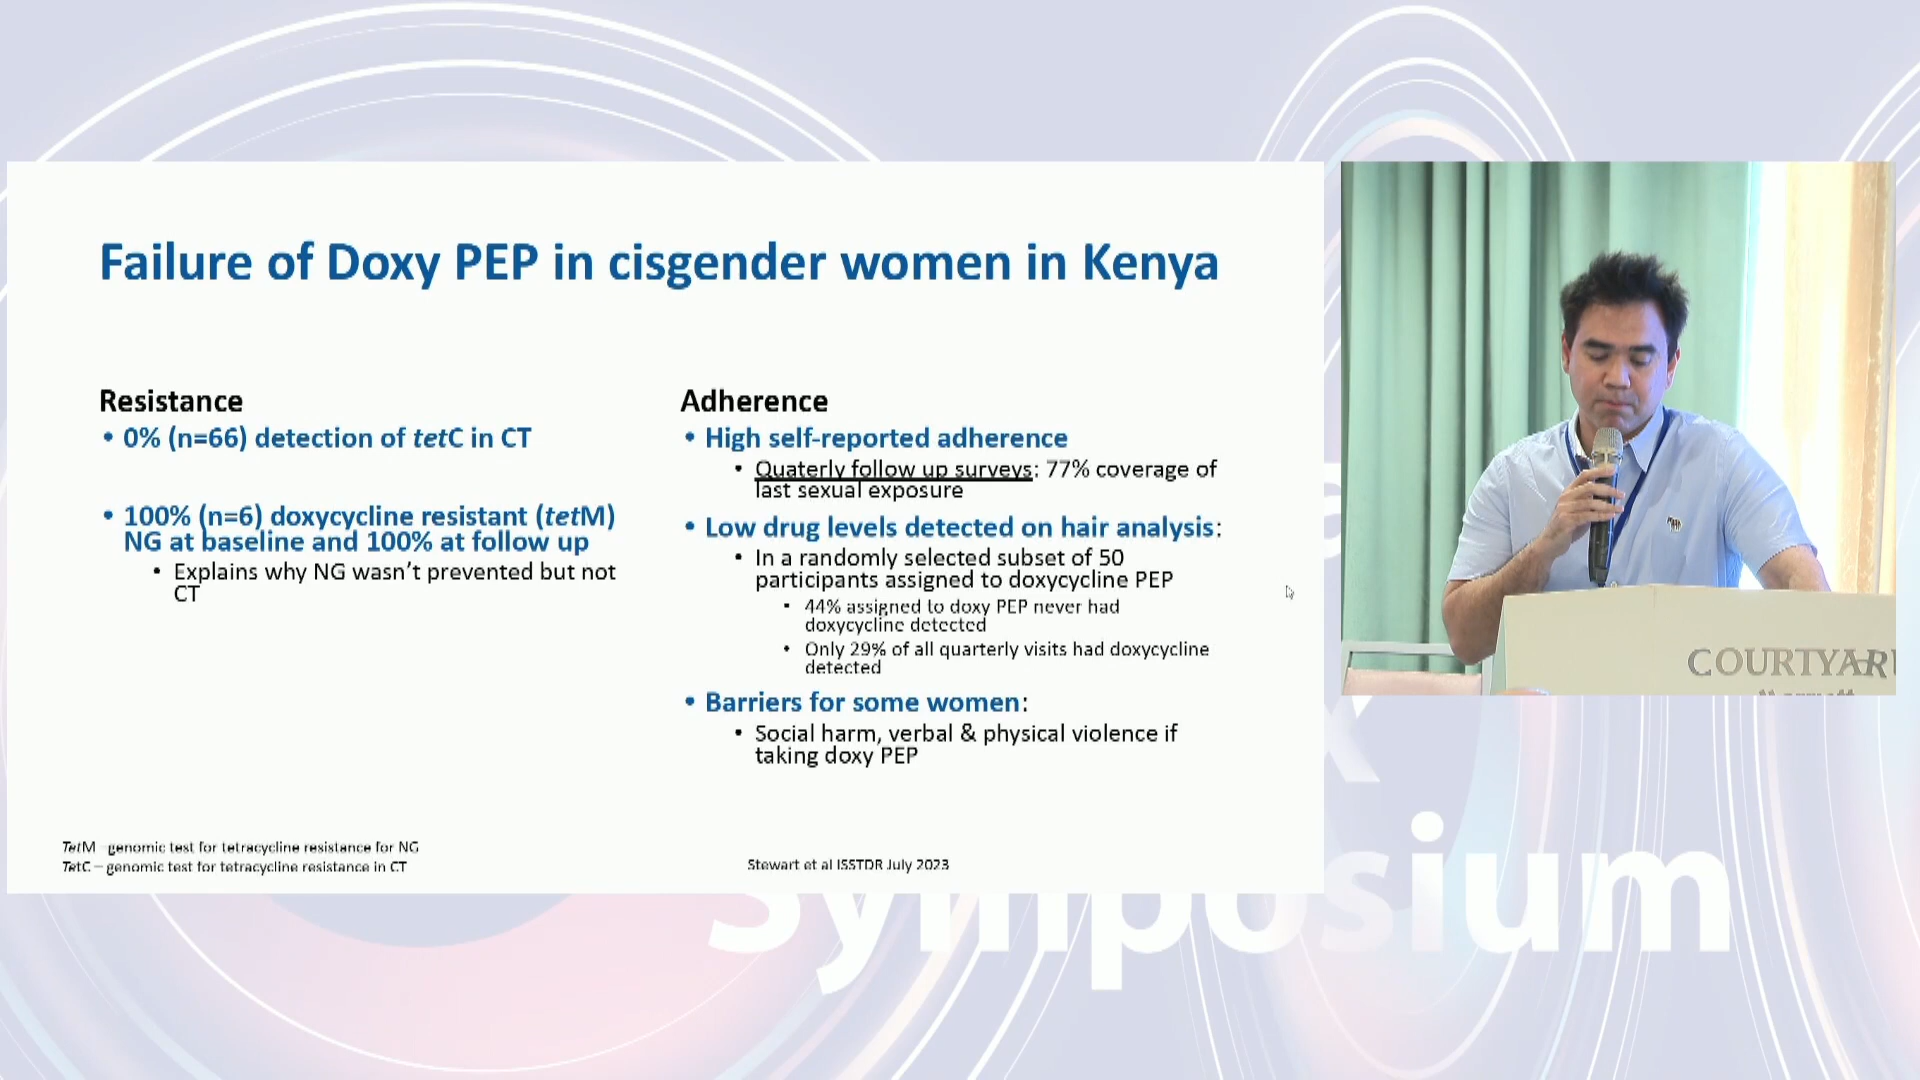 Failure of Doxy PEP in cisgender women in Kenya
Resistance
• 0% (n=66) detection of tetC in CT
• 100% (n=6) doxycycline resistant (tetM)
NG at baseline and 100% at follow up
• Explains why NG wasn't prevented but not
CT
Adherence
• High self-reported adherence
• Quaterly follow up surveys: 77% coverage of
last sexual exposure
• Low drug levels detected on hair analysis:
• In a randomly selected subset of 50
participants assigned to doxycycline PEP
• 44% assigned to doxy PEP never had
doxycycline detected
• Only 29% of all quarterly visits had doxycycline
detected
• Barriers for some women:
• Social harm, verbal & physical violence if
taking doxy PEP
TetM – genomic test for tetracycline resistance for NG
TetC – genomic test for tetracycline resistance in CT
Stewart et al ISSTDR July 2023
COURTYAR
Symposium